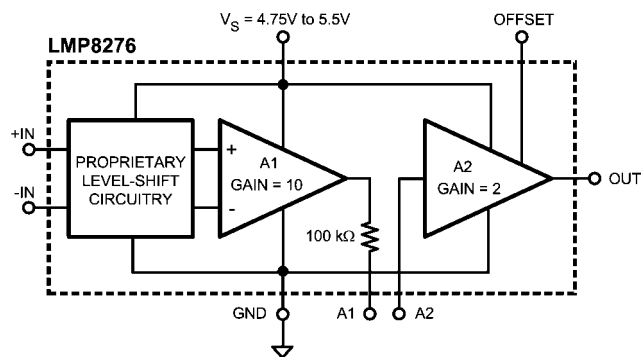 V_S = 4.75V to 5.5V
OFFSET
LMP8276
+IN
-IN
PROPRIETARY
LEVEL-SHIFT
CIRCUITRY
+
-
A1
GAIN = 10
A2
GAIN = 2
OUT
100 kΩ
GND
A1
A2